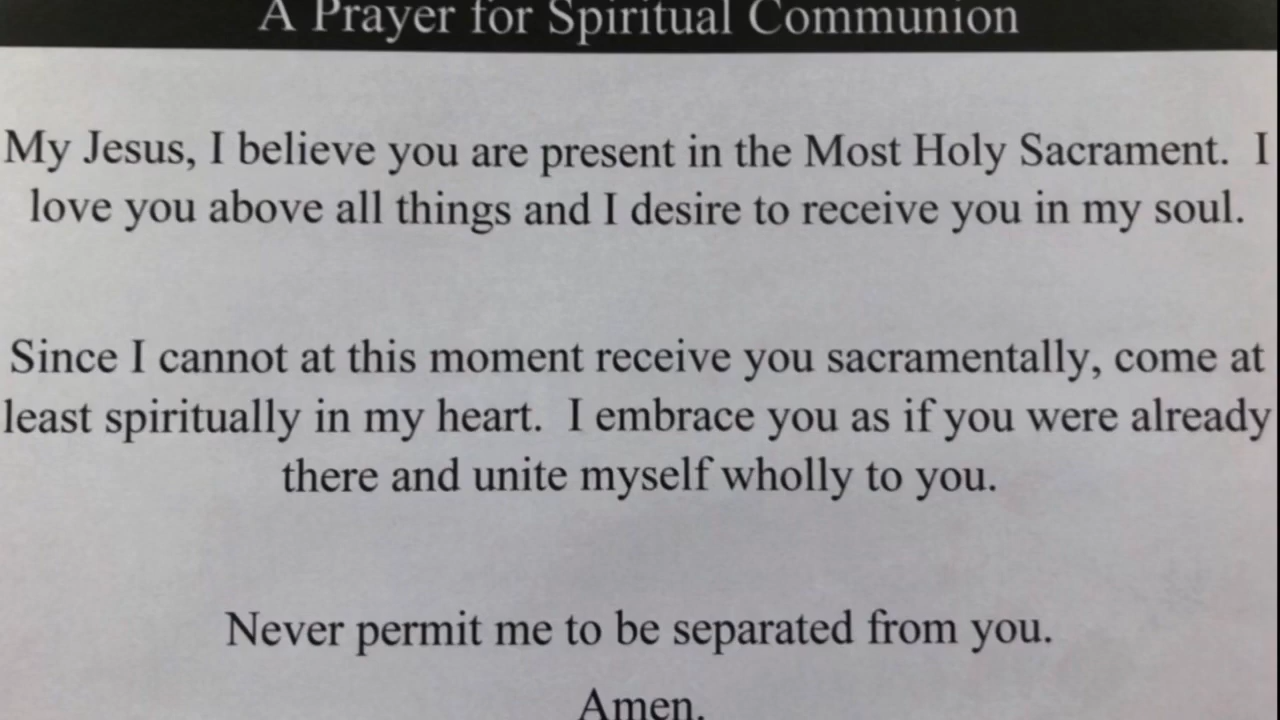 A Prayer for Spiritual Communion
My Jesus, I believe you are present in the Most Holy Sacrament.  I
love you above all things and I desire to receive you in my soul.
Since I cannot at this moment receive you sacramentally, come at
least spiritually in my heart.  I embrace you as if you were already
there and unite myself wholly to you.
Never permit me to be separated from you.
Amen.